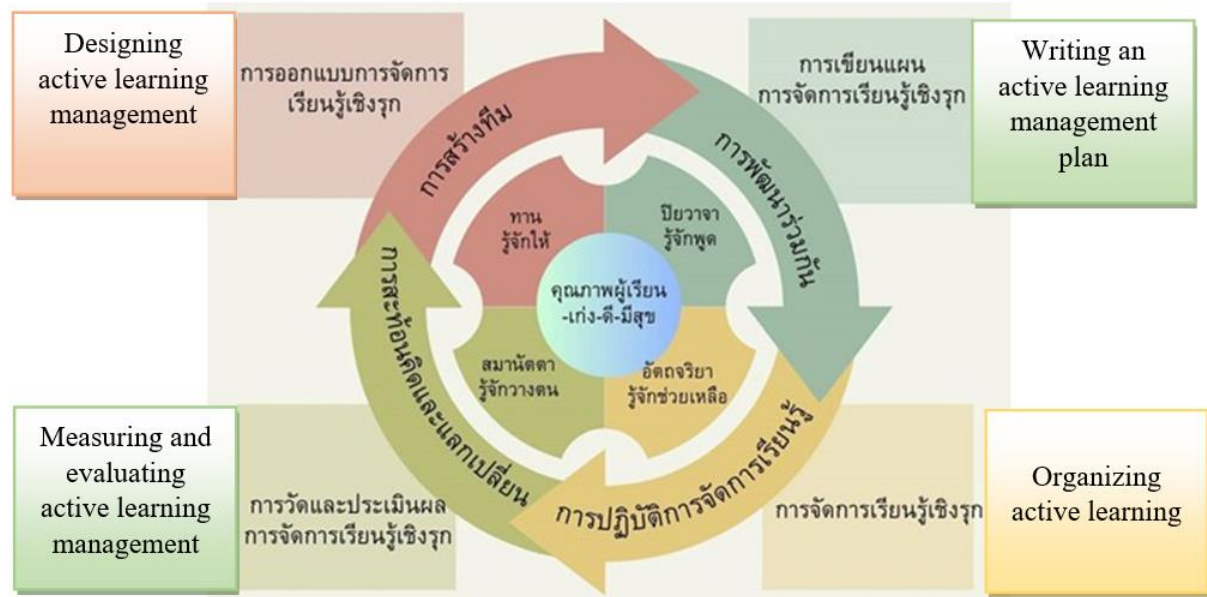 Designing
active learning
management
การออกแบบการจัดการ
เรียนรู้เชิงรุก
การเขียนแผน
การจัดการเรียนรู้เชิงรุก
Writing an
active learning
management
plan
การสร้างทีม
การพัฒนาร่วมกัน
ทาน
รู้จักให้
ปิยวาจา
รู้จักพูด
คุณภาพผู้เรียน
-เก่ง-ดี-มีสุข
สมานัตตา
รู้จักวางตน
อัตถจริยา
รู้จักช่วยเหลือ
การสะท้อนคิดและแลกเปลี่ยน
การปฏิบัติการจัดการเรียนรู้
Measuring and
evaluating
active learning
management
การวัดและประเมินผล
การจัดการเรียนรู้เชิงรุก
การจัดการเรียนรู้เชิงรุก
Organizing
active learning